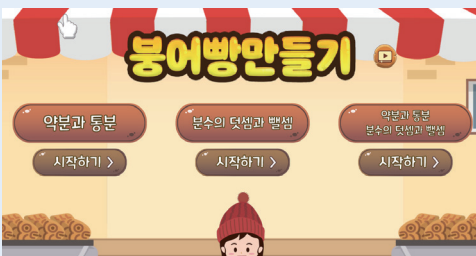 붕어빵만들기
약분과 통분
분수의 덧셈과 뺄셈
약분과 통분
분수의 덧셈과 뺄셈
시작하기 >
시작하기 >
시작하기 >